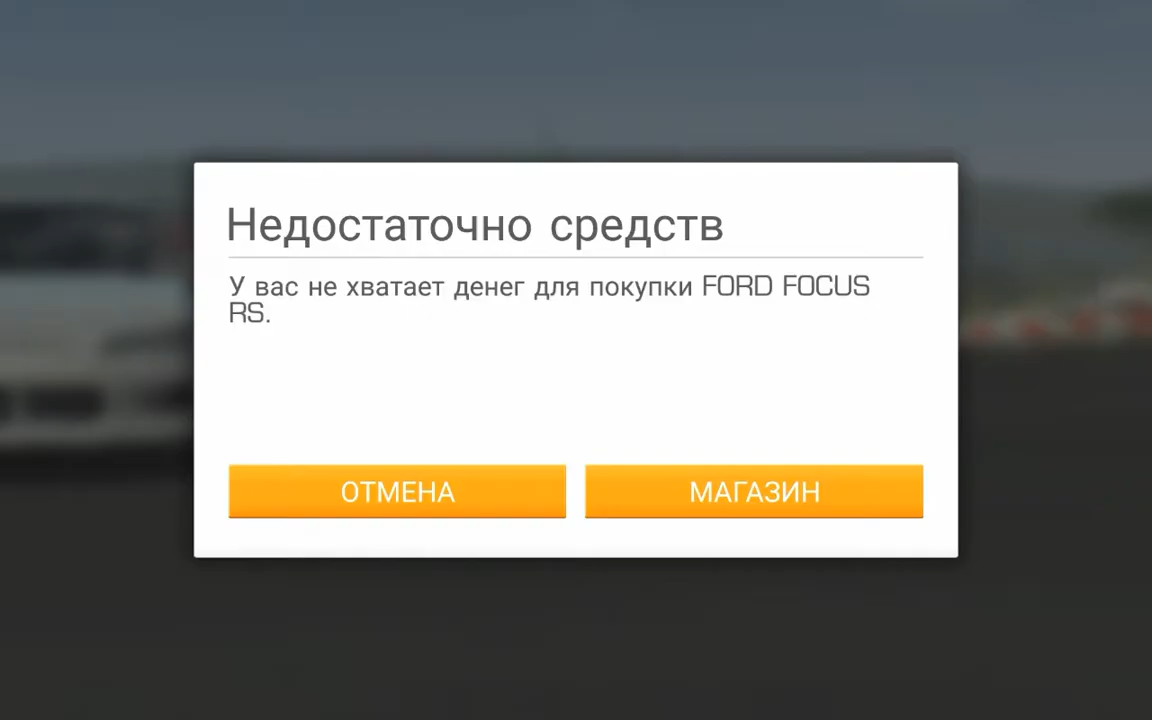 Недостаточно средств
У вас не хватает денег для покупки FORD FOCUS
RS.
ОТМЕНА
МАГАЗИН